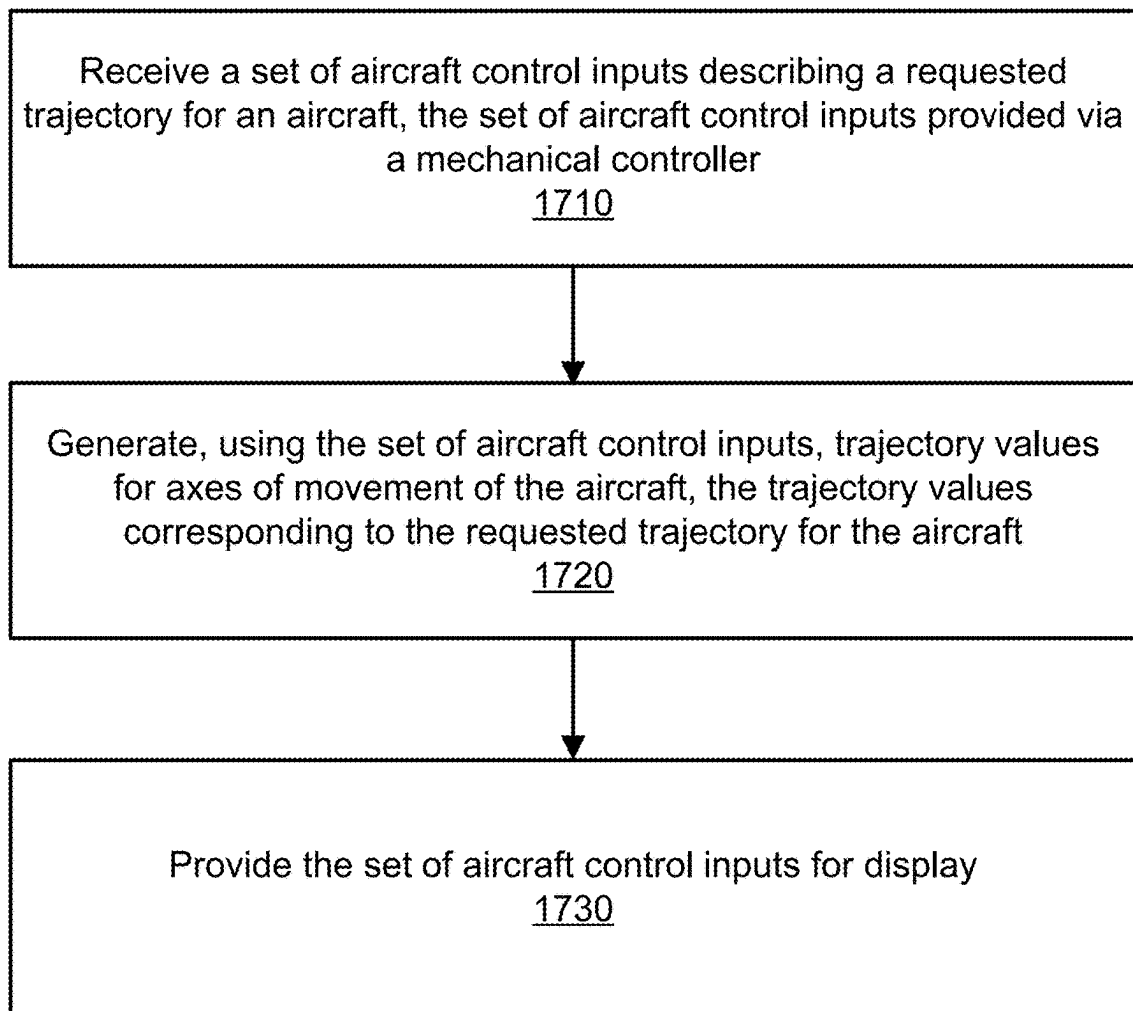 Receive a set of aircraft control inputs describing a requested
trajectory for an aircraft, the set of aircraft control inputs provided via
a mechanical controller
1710
Generate, using the set of aircraft control inputs, trajectory values
for axes of movement of the aircraft, the trajectory values
corresponding to the requested trajectory for the aircraft
1720
Provide the set of aircraft control inputs for display
1730